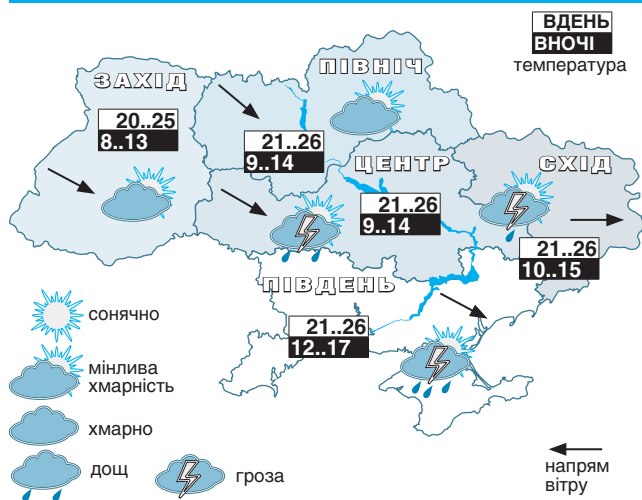 ВДЕНЬ
ВНОЧІ
температура
ЗАХІД
20..25
8..13
ПІВНІЧ
21..26
9..14
ЦЕНТР
21..26
9..14
СХІД
21..26
10..15
ПІВДЕНЬ
21..26
12..17
сонячно
мінлива
хмарність
хмарно
дощ
гроза
напрям
вітру